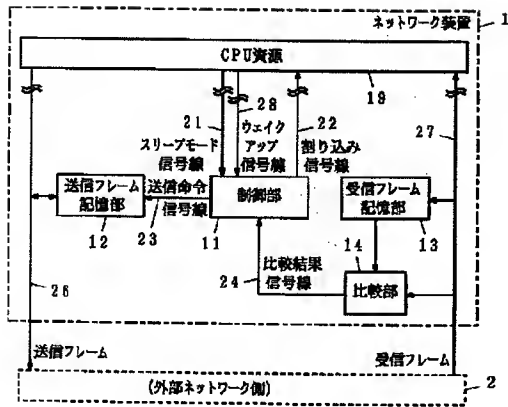 ネットワーク装置
1
CPU資源
19
21
28
22
27
スリープモード
信号線
ウェイク
アップ
信号線
割り込み
信号線
送信フレーム
記憶部
12
送信命令
信号線
23
制御部
11
受信フレーム
記憶部
13
14
比較部
比較結果
信号線
24
26
送信フレーム
受信フレーム
(外部ネットワーク側)
2